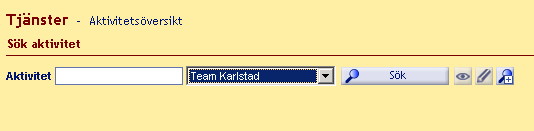 Tjänster - Aktivitetsöversikt
Sök aktivitet
Aktivitet Team Karlstad Sök